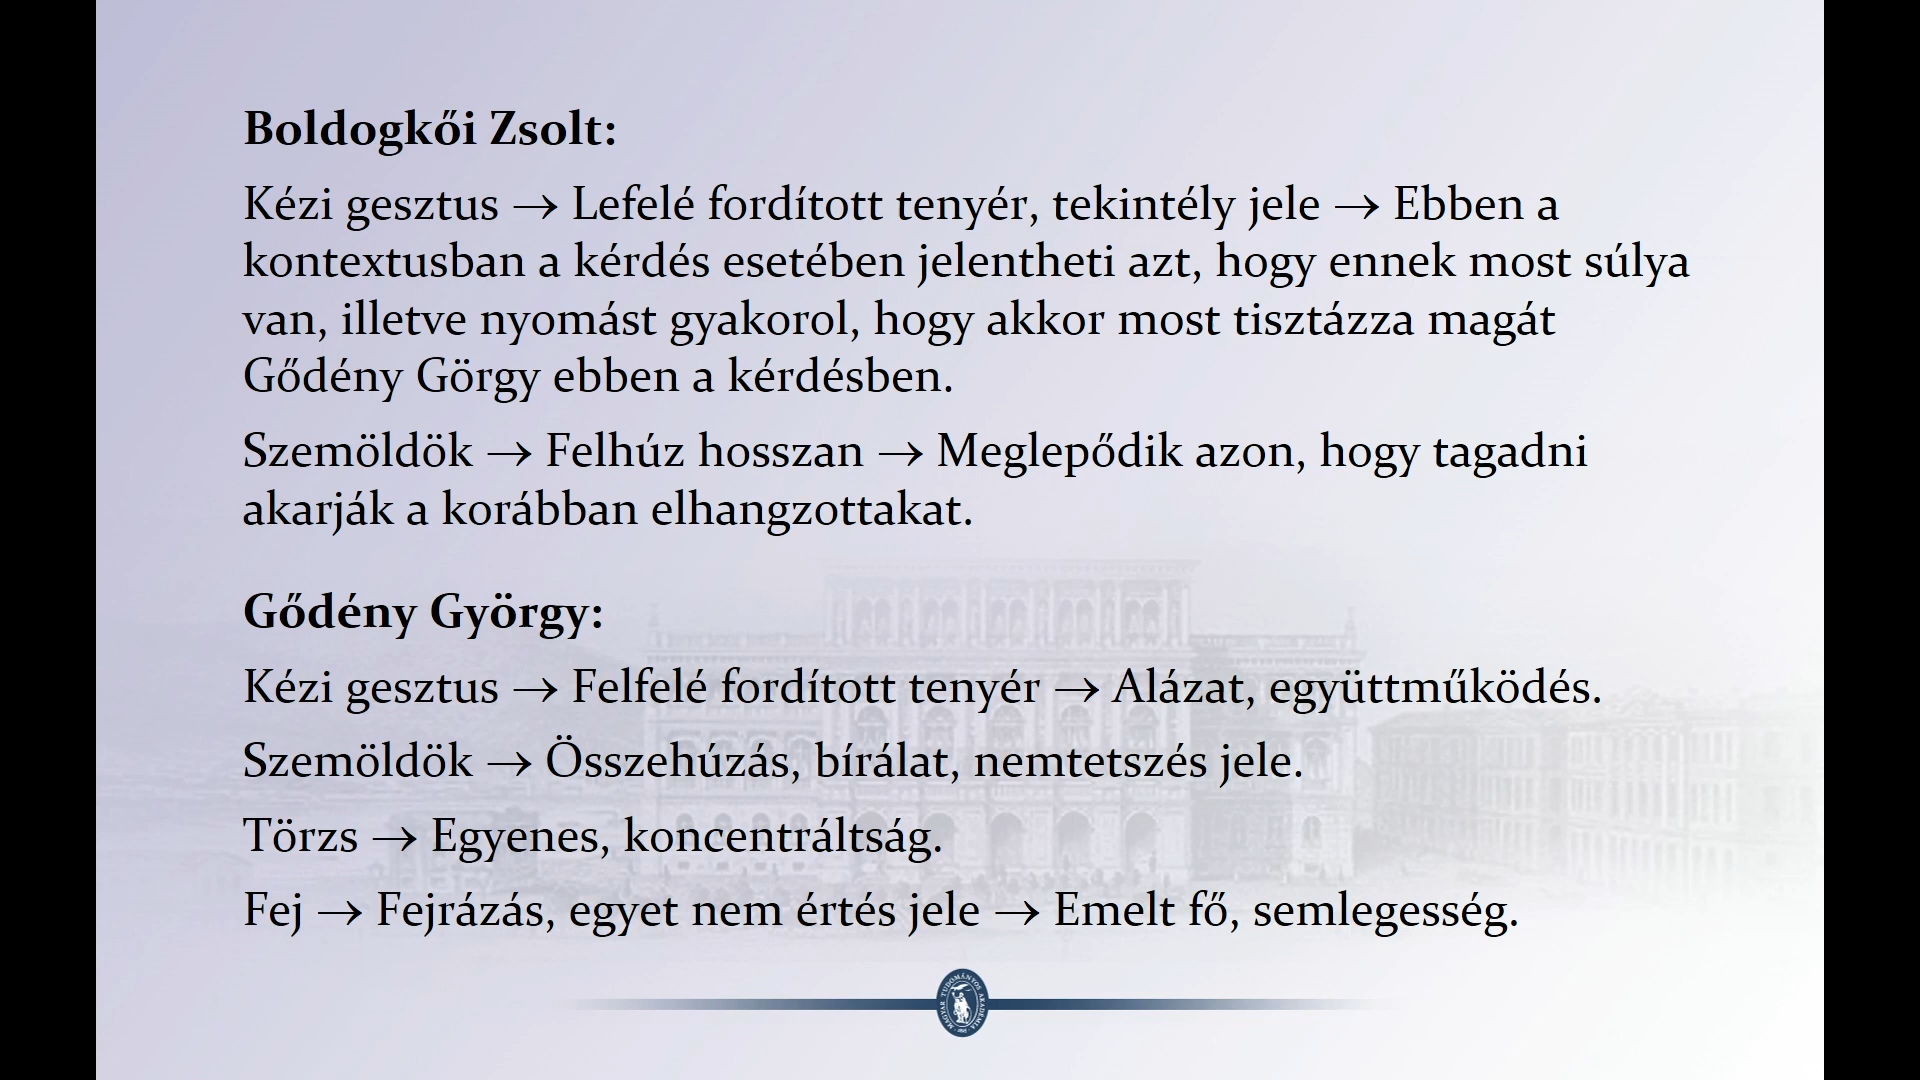 Boldogkői Zsolt:
Kézi gesztus → Lefelé fordított tenyér, tekintély jele → Ebben a
kontextusban a kérdés esetében jelentheti azt, hogy ennek most súlya
van, illetve nyomást gyakorol, hogy akkor most tisztázza magát
Gődény Görgy ebben a kérdésben.
Szemöldök → Felhúz hosszan → Meglepődik azon, hogy tagadni
akarják a korábban elhangzottakat.
Gődény György:
Kézi gesztus → Felfelé fordított tenyér → Alázat, együttműködés.
Szemöldök → Összehúzás, bírálat, nemtetszés jele.
Törzs → Egyenes, koncentráltság.
Fej → Fejrázás, egyet nem értés jele → Emelt fő, semlegesség.
MAGYAR TUDOMÁNYOS AKADÉMIA